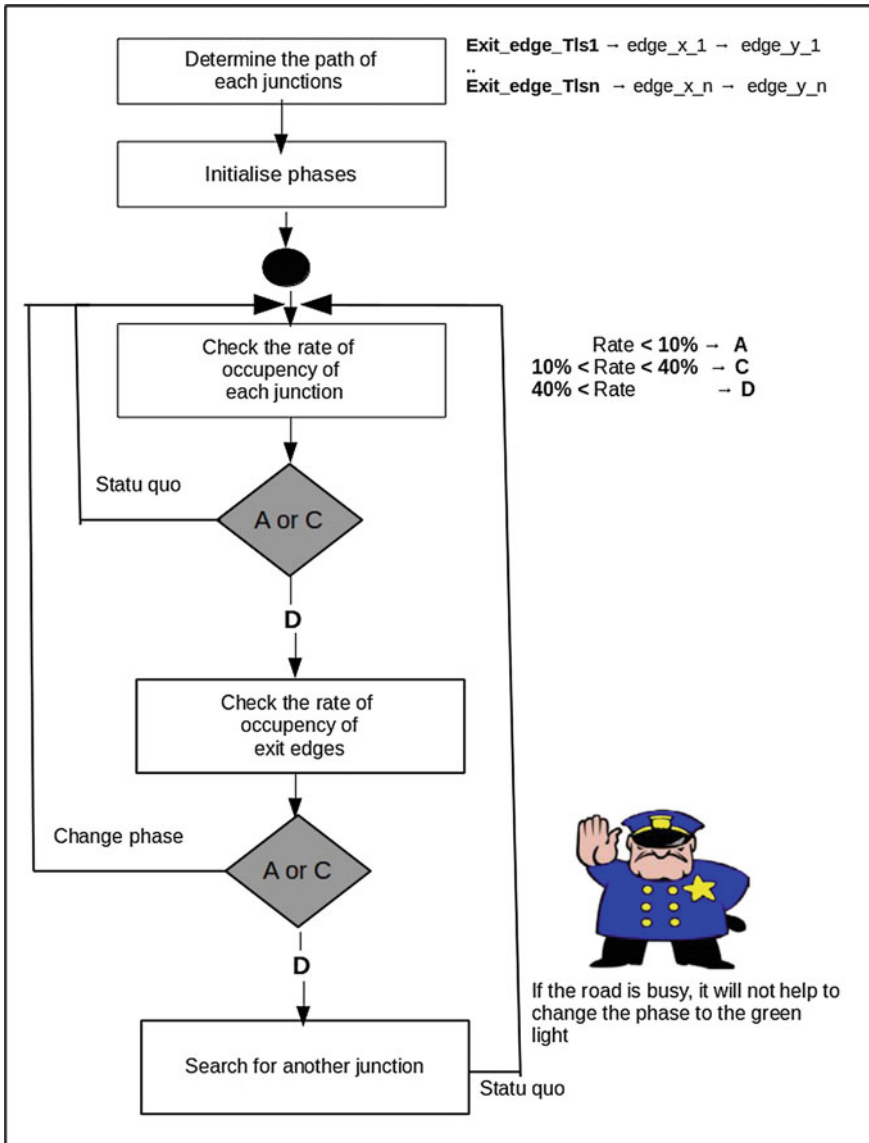 Determine the path of
each junctions
Exit_edge_Tls1 → edge_x_1 → edge_y_1
..
Exit_edge_Tlsn → edge_x_n → edge_y_n
Initialise phases
Check the rate of
occupency of
each junction
Rate < 10% → A
10% < Rate < 40% → C
40% < Rate → D
Statu quo
A or C
D
Check the rate of
occupency of
exit edges
Change phase
A or C
D
If the road is busy, it will not help to
change the phase to the green
light
Search for another junction
Statu quo